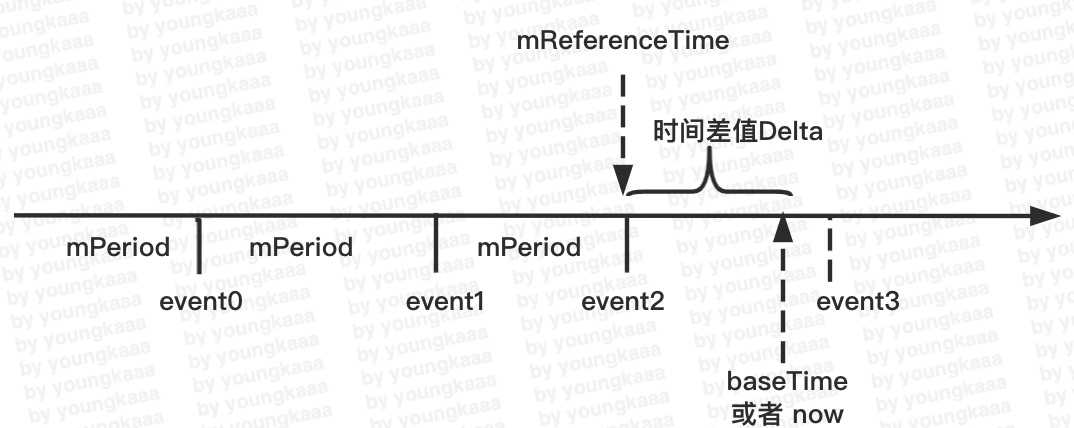 mReferenceTime
时间差值Delta
mPeriod mPeriod mPeriod
event0 event1 event2 event3
baseTime
或者 now
by youngkaaa